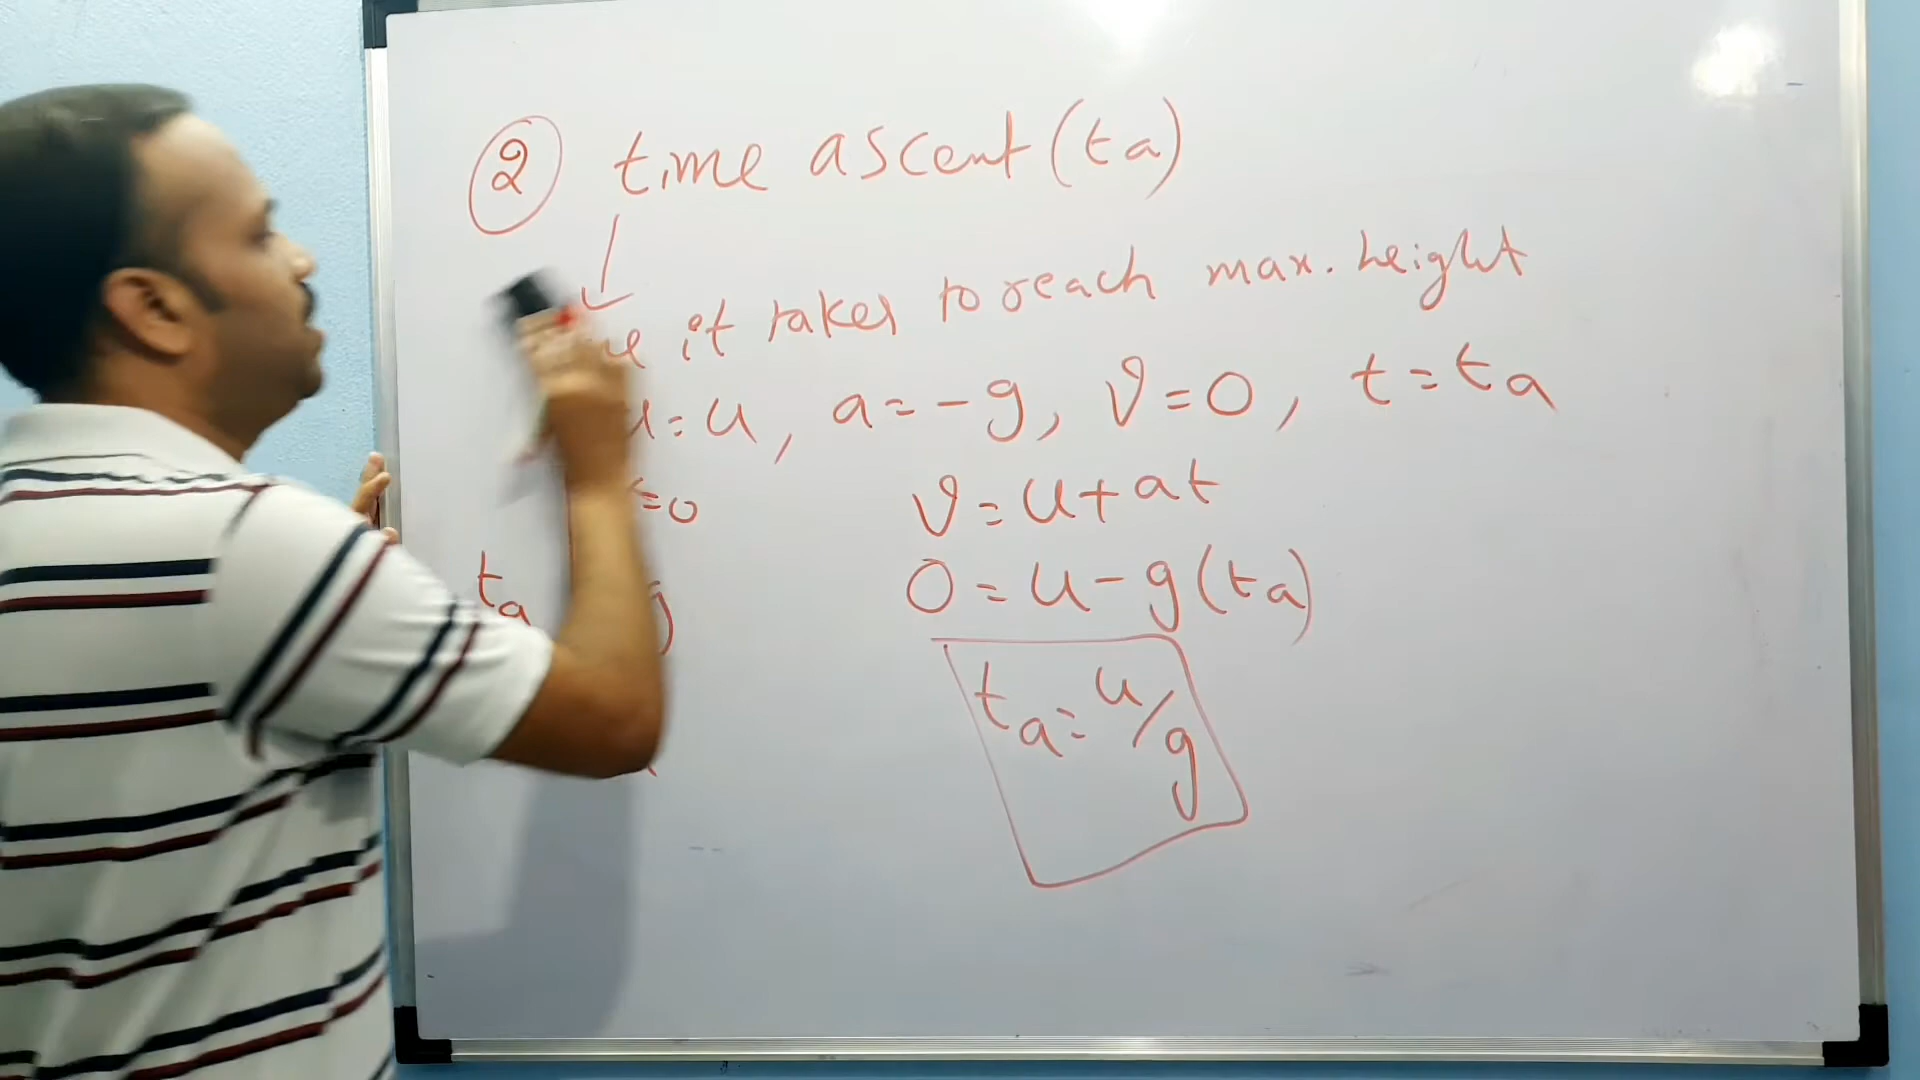 ② time ascent (ta)
it takes to reach max. height
u = u, a = -g, v = 0, t = ta
=0 v = u + at
ta 0 = u - g(ta)
ta = u/g